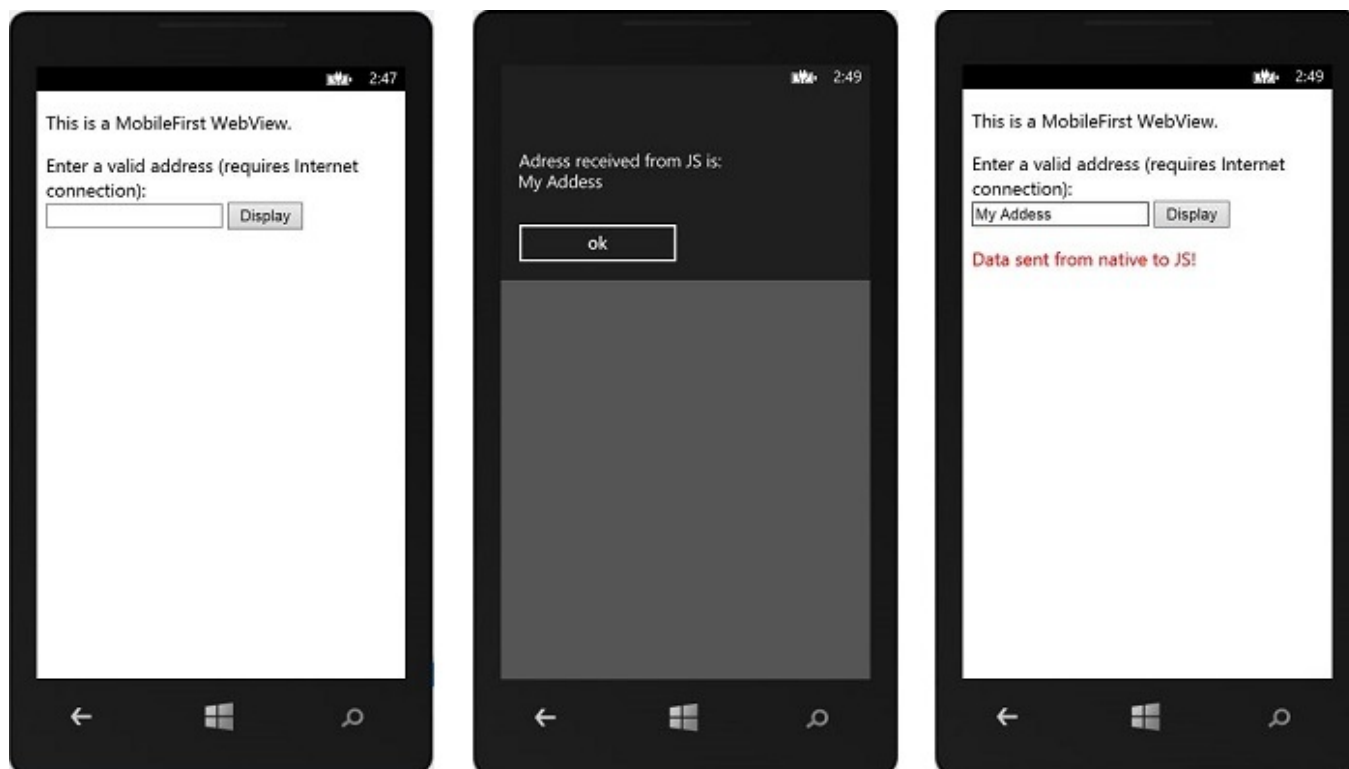 2:47
This is a MobileFirst WebView.
Enter a valid address (requires Internet
connection):
Display
2:49
Adress received from JS is:
My Addess
ok
2:49
This is a MobileFirst WebView.
Enter a valid address (requires Internet
connection):
My Addess Display
Data sent from native to JS!